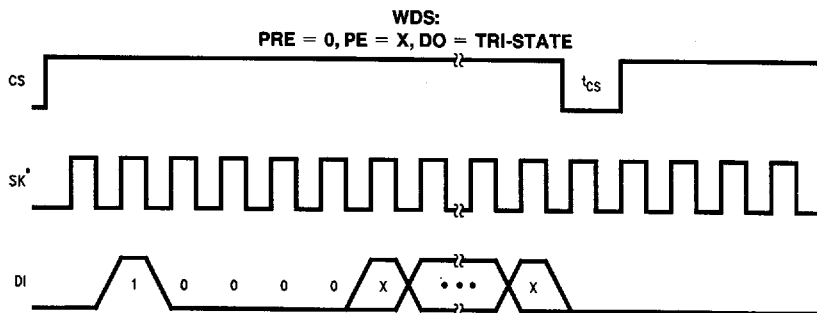 WDS:
PRE = 0, PE = X, DO = TRI-STATE
CS
tCS
SK*
DI 1 0 0 0 0 X • • • X